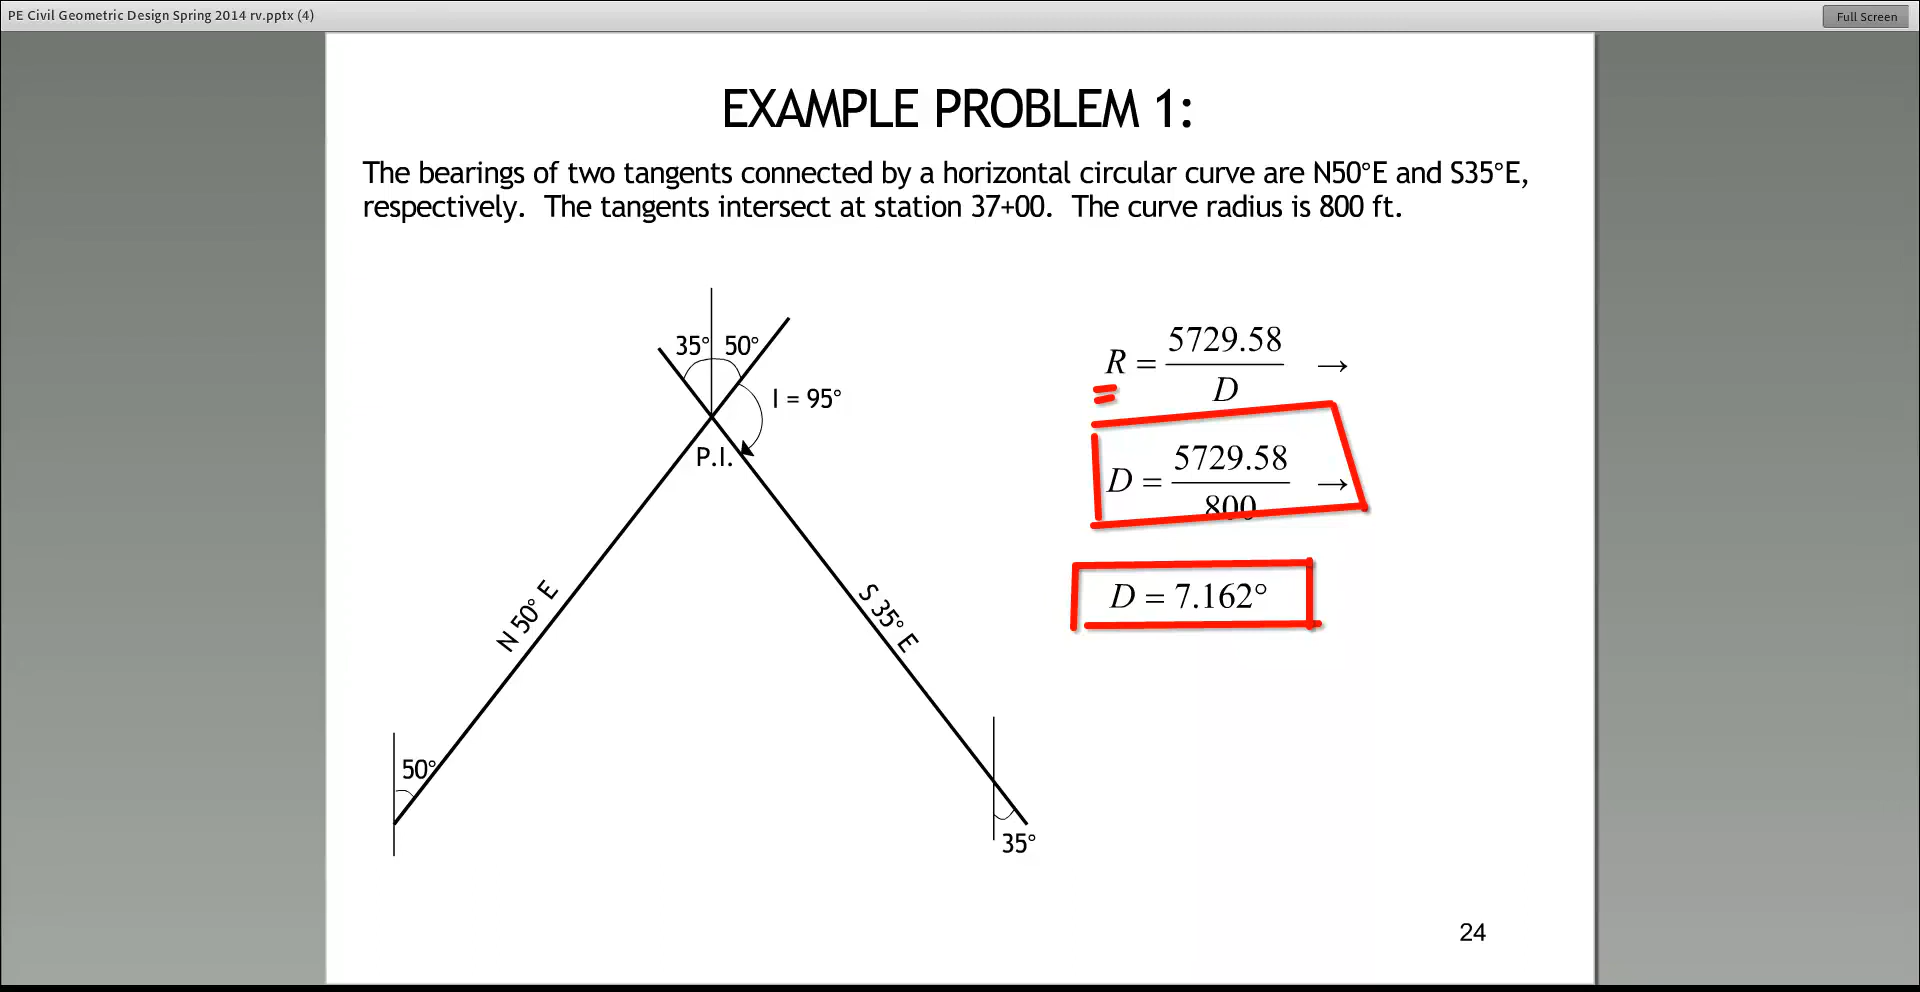 PE Civil Geometric Design Spring 2014 rv.pptx (4)
Full Screen
EXAMPLE PROBLEM 1:
The bearings of two tangents connected by a horizontal circular curve are N50°E and S35°E,
respectively.  The tangents intersect at station 37+00.  The curve radius is 800 ft.
35° 50°
I = 95°
P.I.
N 50° E
S 35° E
50°
35°
R = 5729.58 / D →
D = 5729.58 / 800 →
D = 7.162°
24